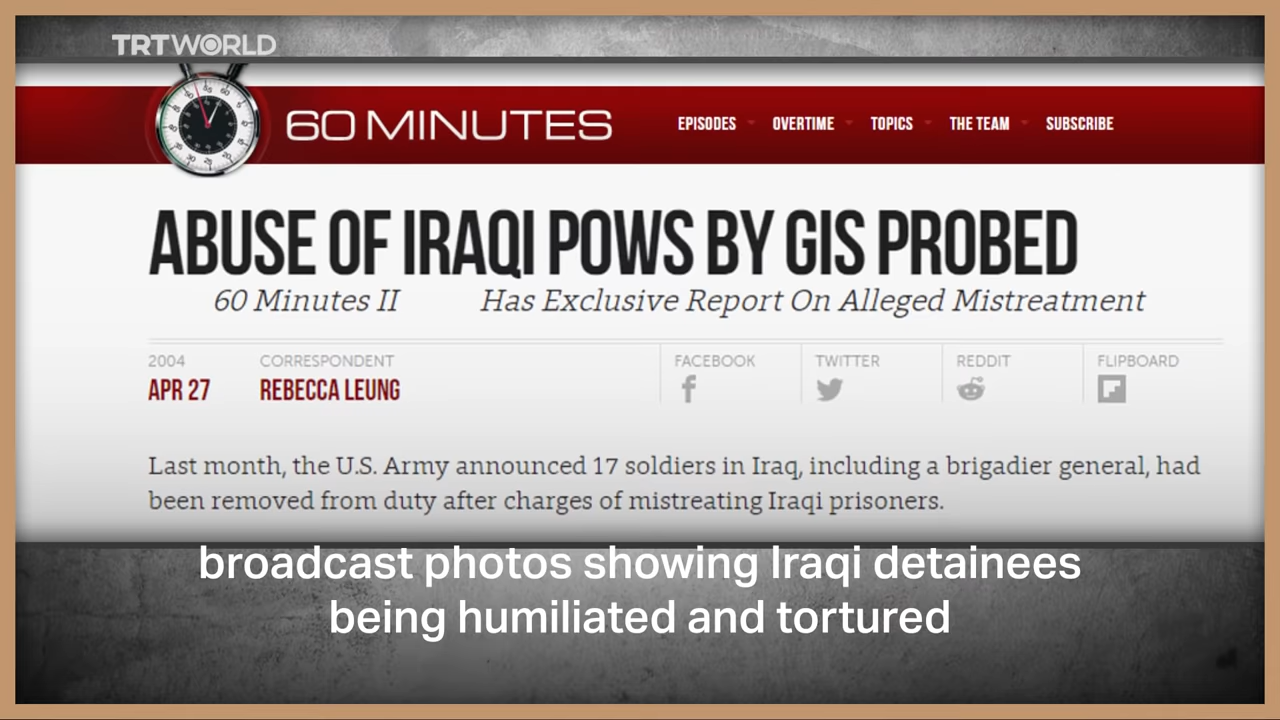 TRTWORLD
60 MINUTES
EPISODES OVERTIME TOPICS THE TEAM SUBSCRIBE
ABUSE OF IRAQI POWS BY GIS PROBED
60 Minutes II Has Exclusive Report On Alleged Mistreatment
2004 CORRESPONDENT FACEBOOK TWITTER REDDIT FLIPBOARD
APR 27 REBECCA LEUNG
Last month, the U.S. Army announced 17 soldiers in Iraq, including a brigadier general, had
been removed from duty after charges of mistreating Iraqi prisoners.
broadcast photos showing Iraqi detainees
being humiliated and tortured